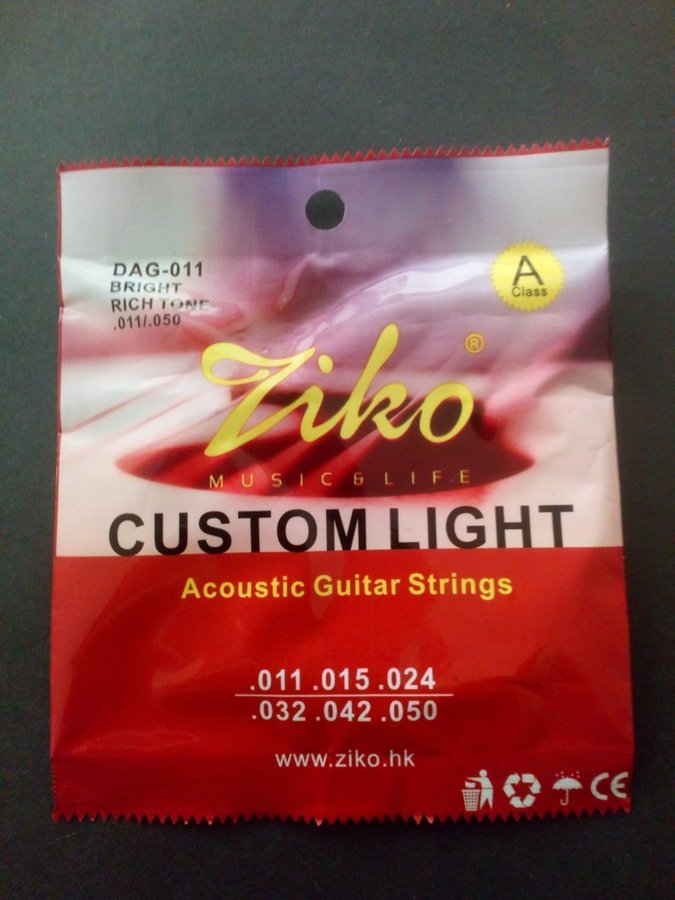 DAG-011
BRIGHT
RICH TONE
.011/.050
A
Class
Ziko®
MUSIC & LIFE
CUSTOM LIGHT
Acoustic Guitar Strings
.011 .015 .024
.032 .042 .050
www.ziko.hk
CE